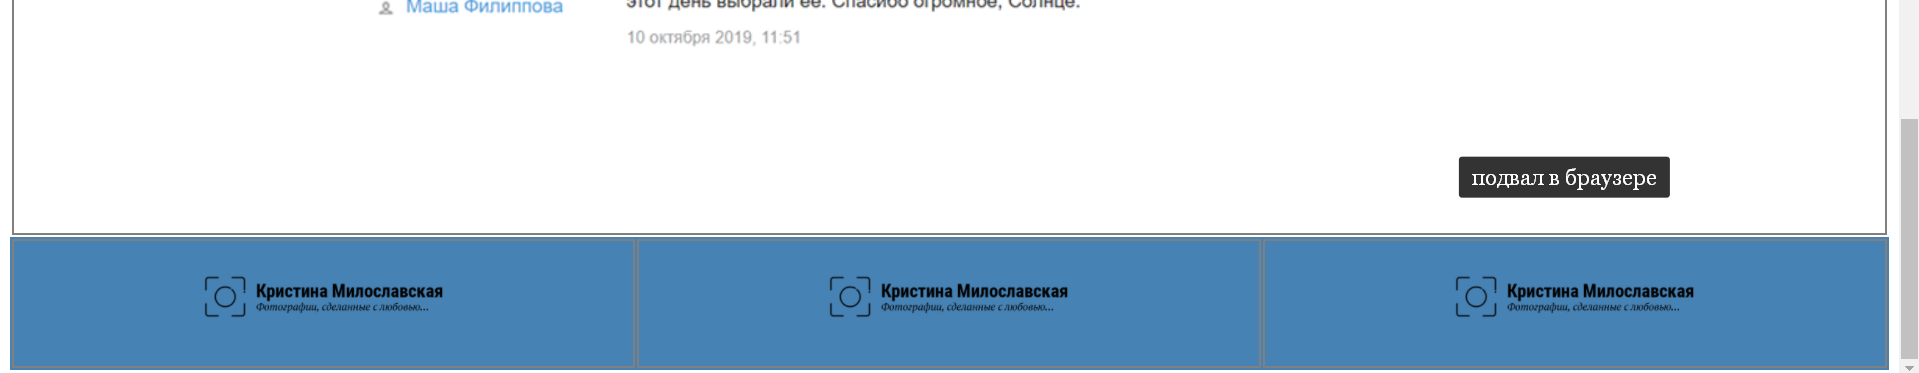 Маша Филиппова
этот день выбрали ее. Спасибо огромное, Солнце.
10 октября 2019, 11:51
подвал в браузере
Кристина Милославская
Фотографии, сделанные с любовью...
Кристина Милославская
Фотографии, сделанные с любовью...
Кристина Милославская
Фотографии, сделанные с любовью...